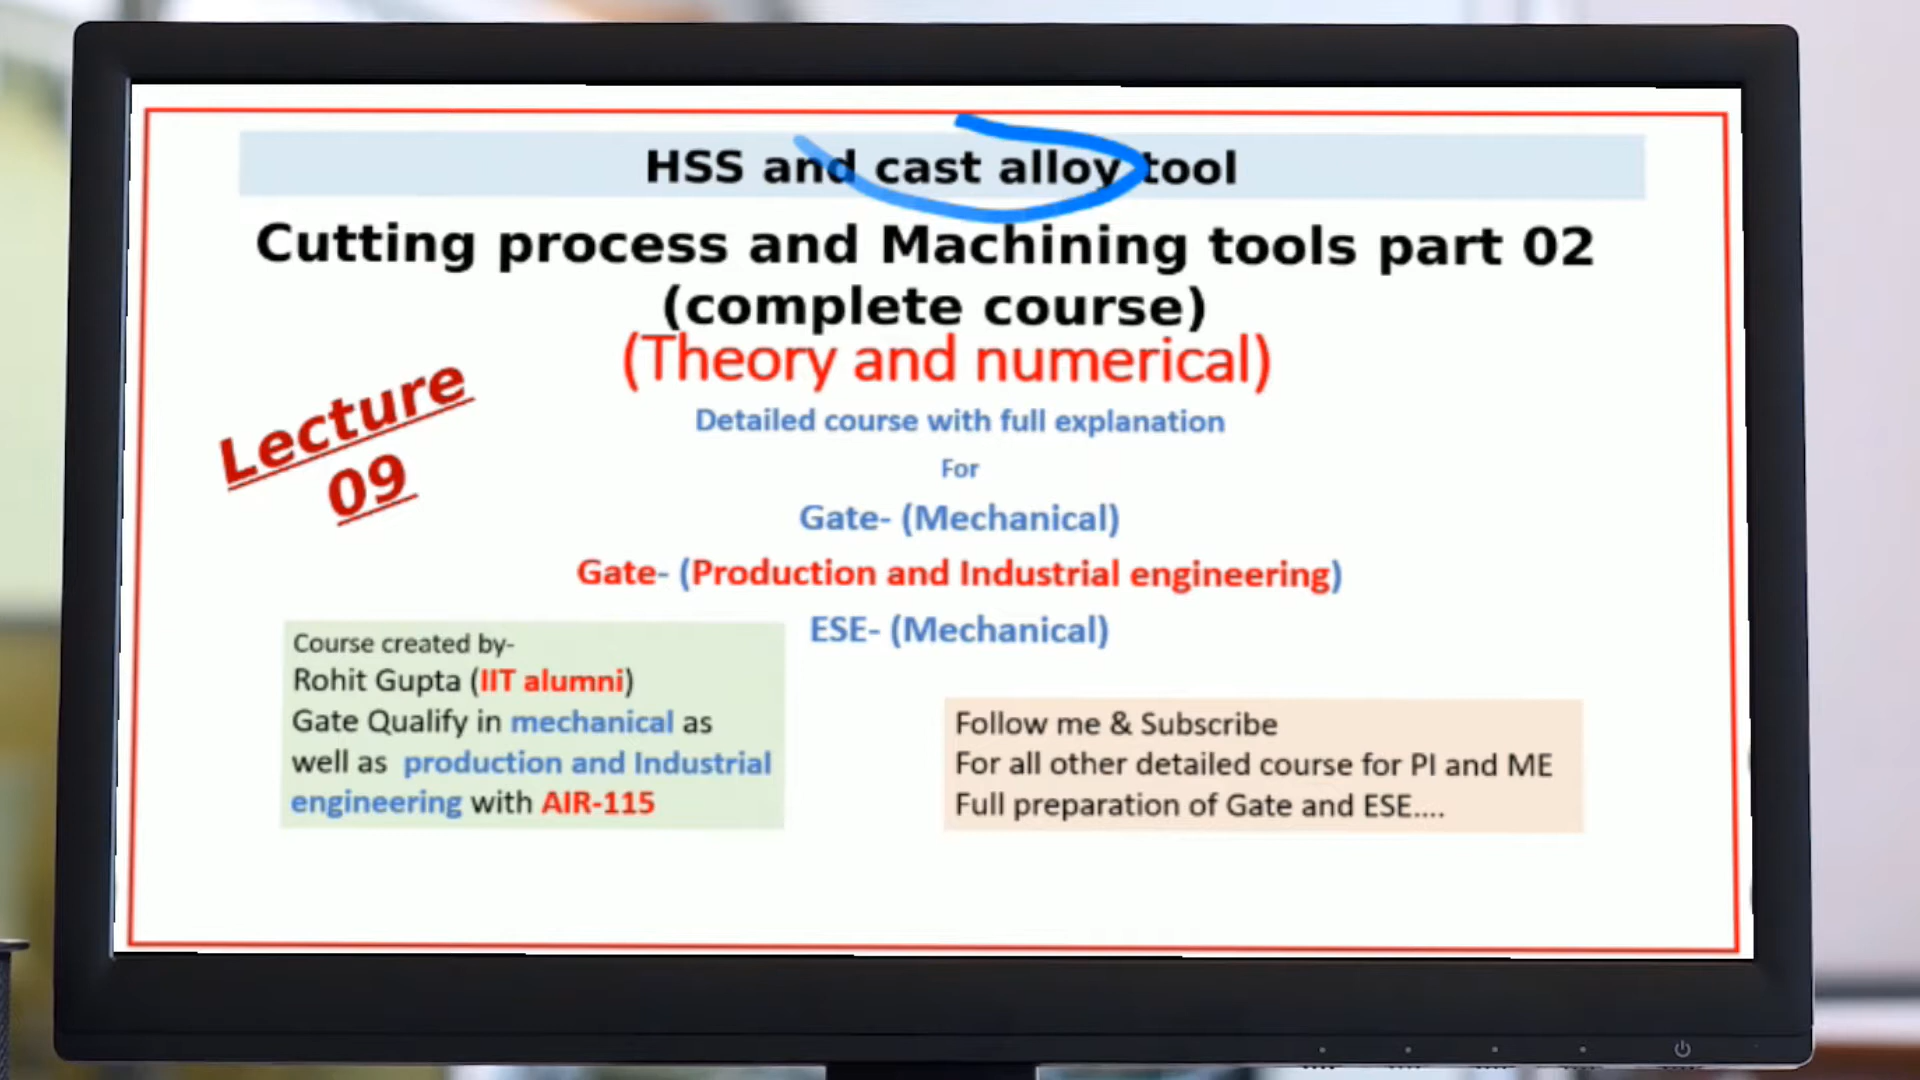 HSS and cast alloy tool
Cutting process and Machining tools part 02
(complete course)
(Theory and numerical)
Lecture
09
Detailed course with full explanation
For
Gate- (Mechanical)
Gate- (Production and Industrial engineering)
ESE- (Mechanical)
Course created by-
Rohit Gupta (IIT alumni)
Gate Qualify in mechanical as
well as production and Industrial
engineering with AIR-115
Follow me & Subscribe
For all other detailed course for PI and ME
Full preparation of Gate and ESE....